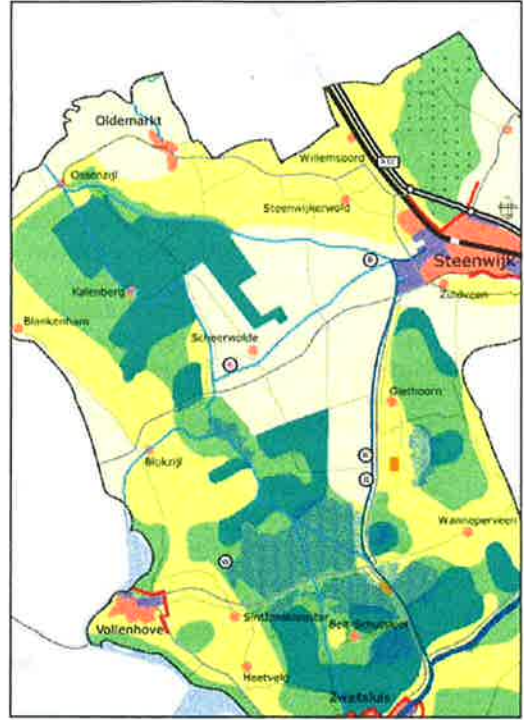 Oldemarkt
Willemsoord
Ossenzijl
Steenwijkerwold
Steenwijk
Kalenberg
Zuidveen
Blankenham
Scheerwolde
Giethoorn
Blokzijl
Wanneperveen
Vollenhove
SintJansklooster
Belt-Schutsloot
Heetveld
Zwartsluis